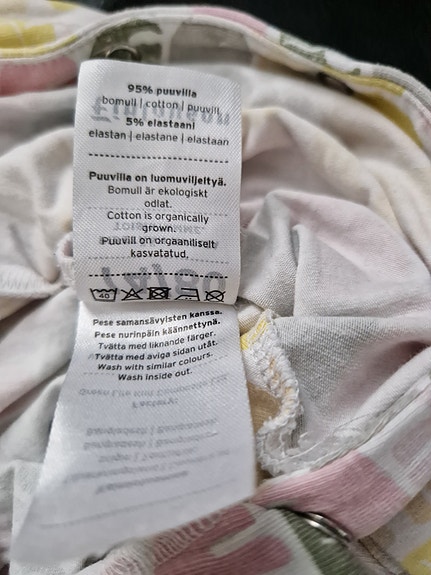 95% puuvilla
bomull | cotton | puuvill
5% elastaani
elastan | elastane | elastaan
Puuvilla on luomuviljeltyä.
Bomull är ekologiskt
odlat.
Cotton is organically
grown.
Puuvill on orgaaniliselt
kasvatatud.
40
Pese samansävyisten kanssa.
Pese nurinpäin käännettynä.
Tvätta med liknande färger.
Tvätta med aviga sidan utåt.
Wash with similar colours.
Wash inside out.